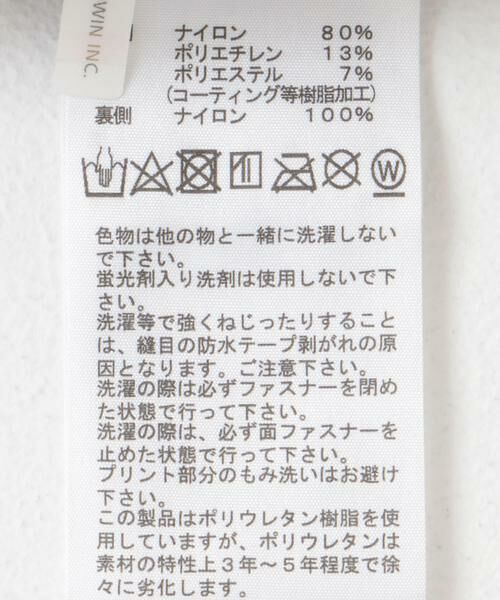 WIN INC.
ナイロン 80%
ポリエチレン 13%
ポリエステル 7%
(コーティング等樹脂加工)
裏側 ナイロン 100%
W
色物は他の物と一緒に洗濯しない
で下さい。
蛍光剤入り洗剤は使用しないで下
さい。
洗濯等で強くねじったりすること
は、縫目の防水テープ剥がれの原
因となります。ご注意下さい。
洗濯の際は必ずファスナーを閉め
た状態で行って下さい。
洗濯の際は、必ず面ファスナーを
止めた状態で行って下さい。
プリント部分のもみ洗いはお避け
下さい。
この製品はポリウレタン樹脂を使
用していますが、ポリウレタンは
素材の特性上3年～5年程度で徐
々に劣化します。